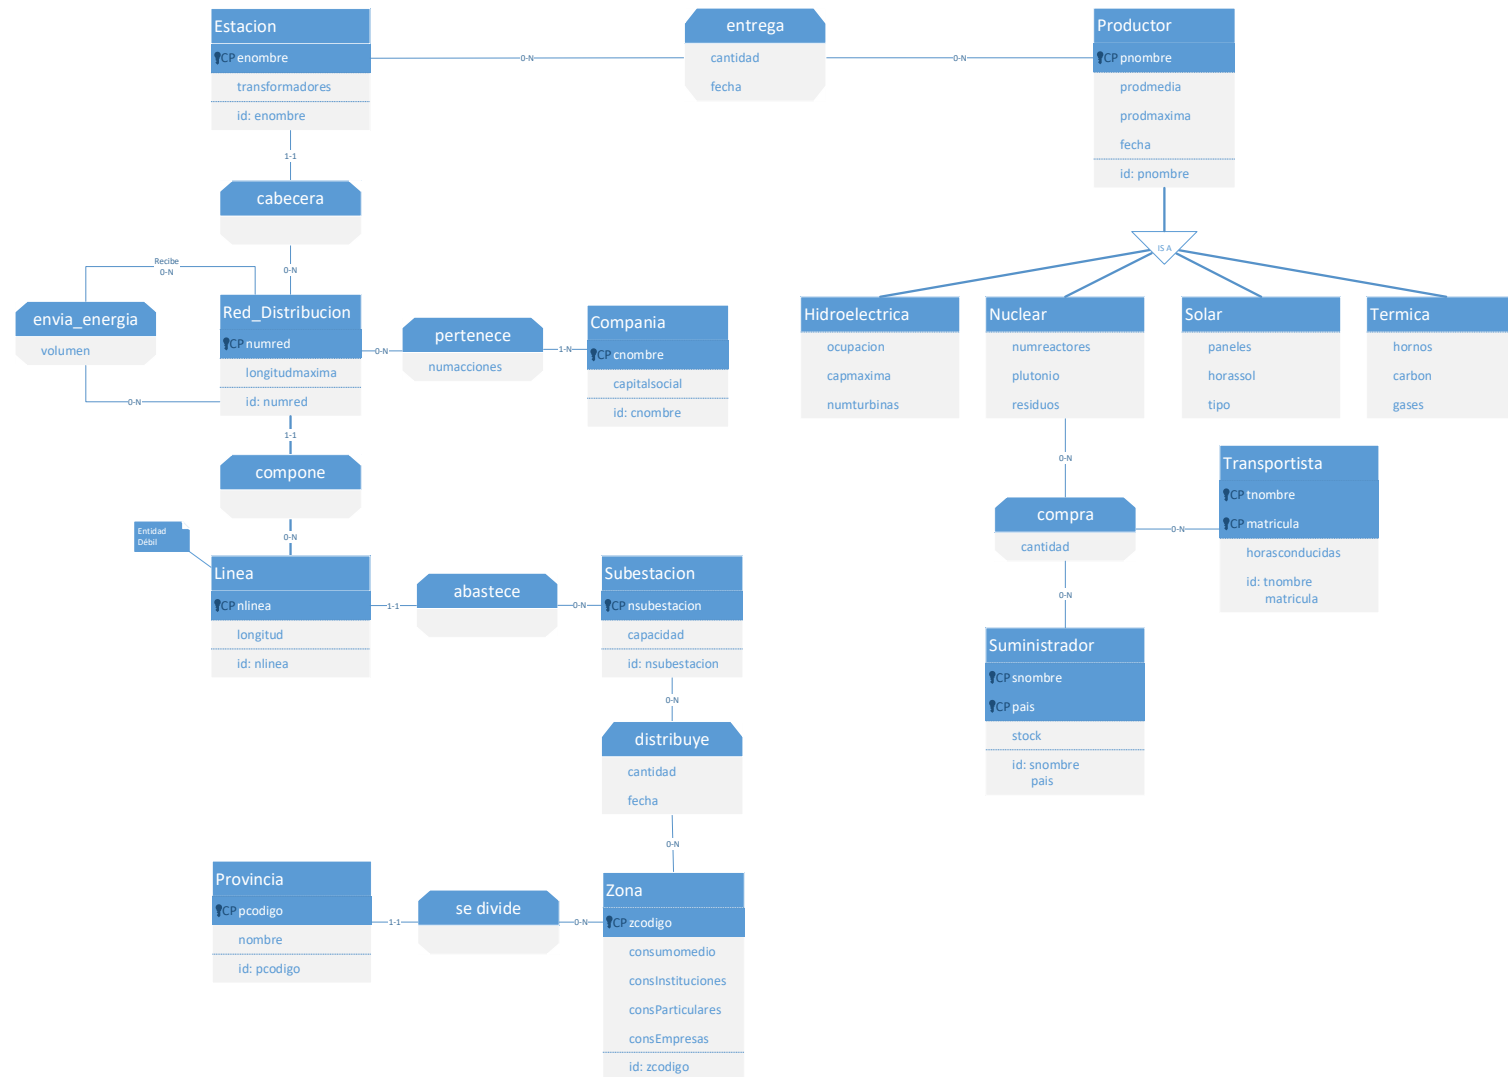 Estacion
CP enombre
transformadores
id: enombre
0-N
entrega
cantidad
fecha
0-N
Productor
CP pnombre
prodmedia
prodmaxima
fecha
id: pnombre
1-1
cabecera
0-N
IS A
Recibe
0-N
envia_energia
volumen
0-N
Red_Distribucion
CP numred
longitudmaxima
id: numred
0-N
pertenece
numacciones
1-N
Compania
CP cnombre
capitalsocial
id: cnombre
Hidroelectrica
ocupacion
capmaxima
numturbinas
Nuclear
numreactores
plutonio
residuos
Solar
paneles
horassol
tipo
Termica
hornos
carbon
gases
1-1
compone
0-N
0-N
compra
cantidad
0-N
Transportista
CP tnombre
CP matricula
horasconducidas
id: tnombre
matricula
0-N
Entidad
Débil
Linea
CP nlinea
longitud
id: nlinea
1-1
abastece
0-N
Subestacion
CP nsubestacion
capacidad
id: nsubestacion
Suministrador
CP snombre
CP pais
stock
id: snombre
pais
0-N
distribuye
cantidad
fecha
0-N
Provincia
CP pcodigo
nombre
id: pcodigo
1-1
se divide
0-N
Zona
CP zcodigo
consumomedio
consInstituciones
consParticulares
consEmpresas
id: zcodigo